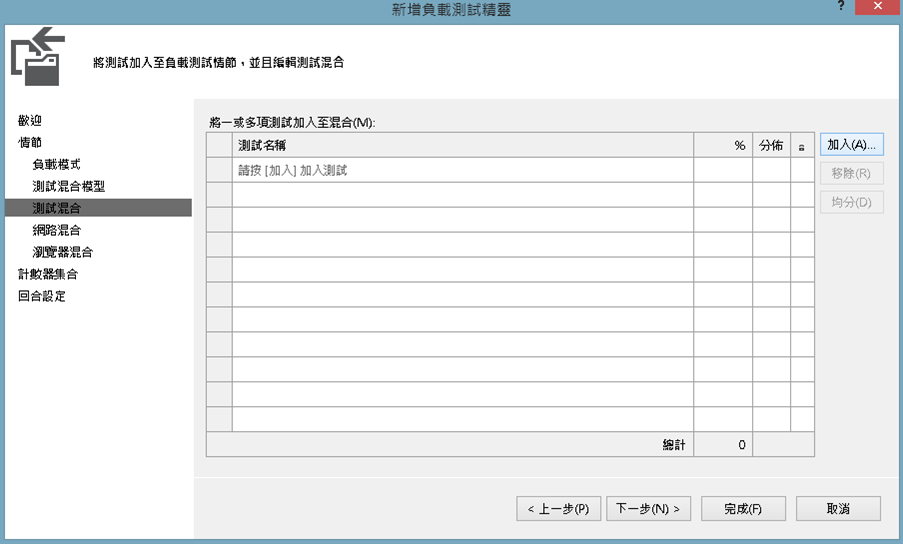 新增負載測試精靈
?
將測試加入至負載測試情節，並且編輯測試混合
歡迎
情節
負載模式
測試混合模型
測試混合
網路混合
瀏覽器混合
計數器集合
回合設定
將一或多項測試加入至混合(M):
測試名稱 % 分佈
請按 [加入] 加入測試
總計 0
加入(A)...
移除(R)
均分(D)
< 上一步(P) 下一步(N) > 完成(F) 取消